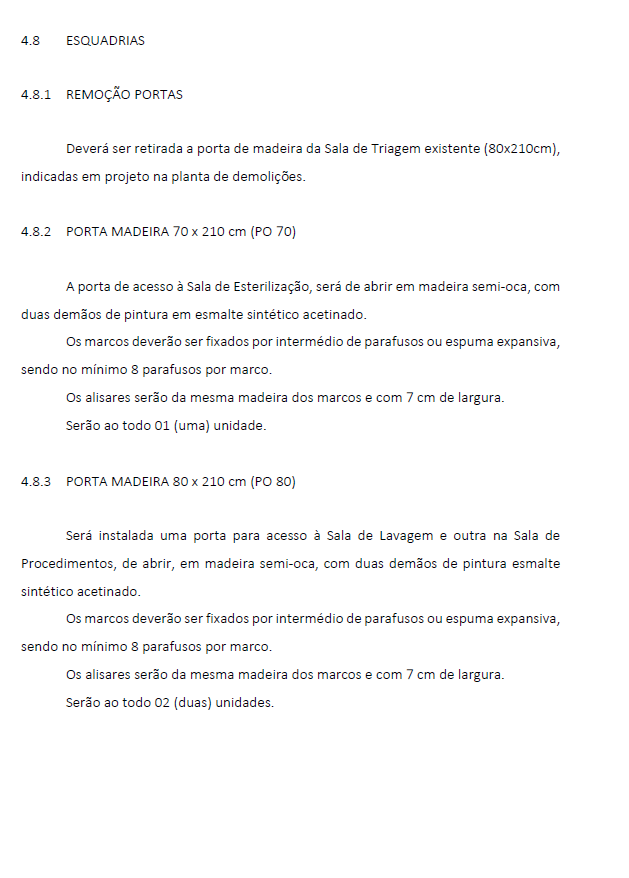 4.8 ESQUADRIAS
4.8.1 REMOÇÃO PORTAS
Deverá ser retirada a porta de madeira da Sala de Triagem existente (80x210cm),
indicadas em projeto na planta de demolições.
4.8.2 PORTA MADEIRA 70 x 210 cm (PO 70)
A porta de acesso à Sala de Esterilização, será de abrir em madeira semi-oca, com
duas demãos de pintura em esmalte sintético acetinado.
Os marcos deverão ser fixados por intermédio de parafusos ou espuma expansiva,
sendo no mínimo 8 parafusos por marco.
Os alisares serão da mesma madeira dos marcos e com 7 cm de largura.
Serão ao todo 01 (uma) unidade.
4.8.3 PORTA MADEIRA 80 x 210 cm (PO 80)
Será instalada uma porta para acesso à Sala de Lavagem e outra na Sala de
Procedimentos, de abrir, em madeira semi-oca, com duas demãos de pintura esmalte
sintético acetinado.
Os marcos deverão ser fixados por intermédio de parafusos ou espuma expansiva,
sendo no mínimo 8 parafusos por marco.
Os alisares serão da mesma madeira dos marcos e com 7 cm de largura.
Serão ao todo 02 (duas) unidades.